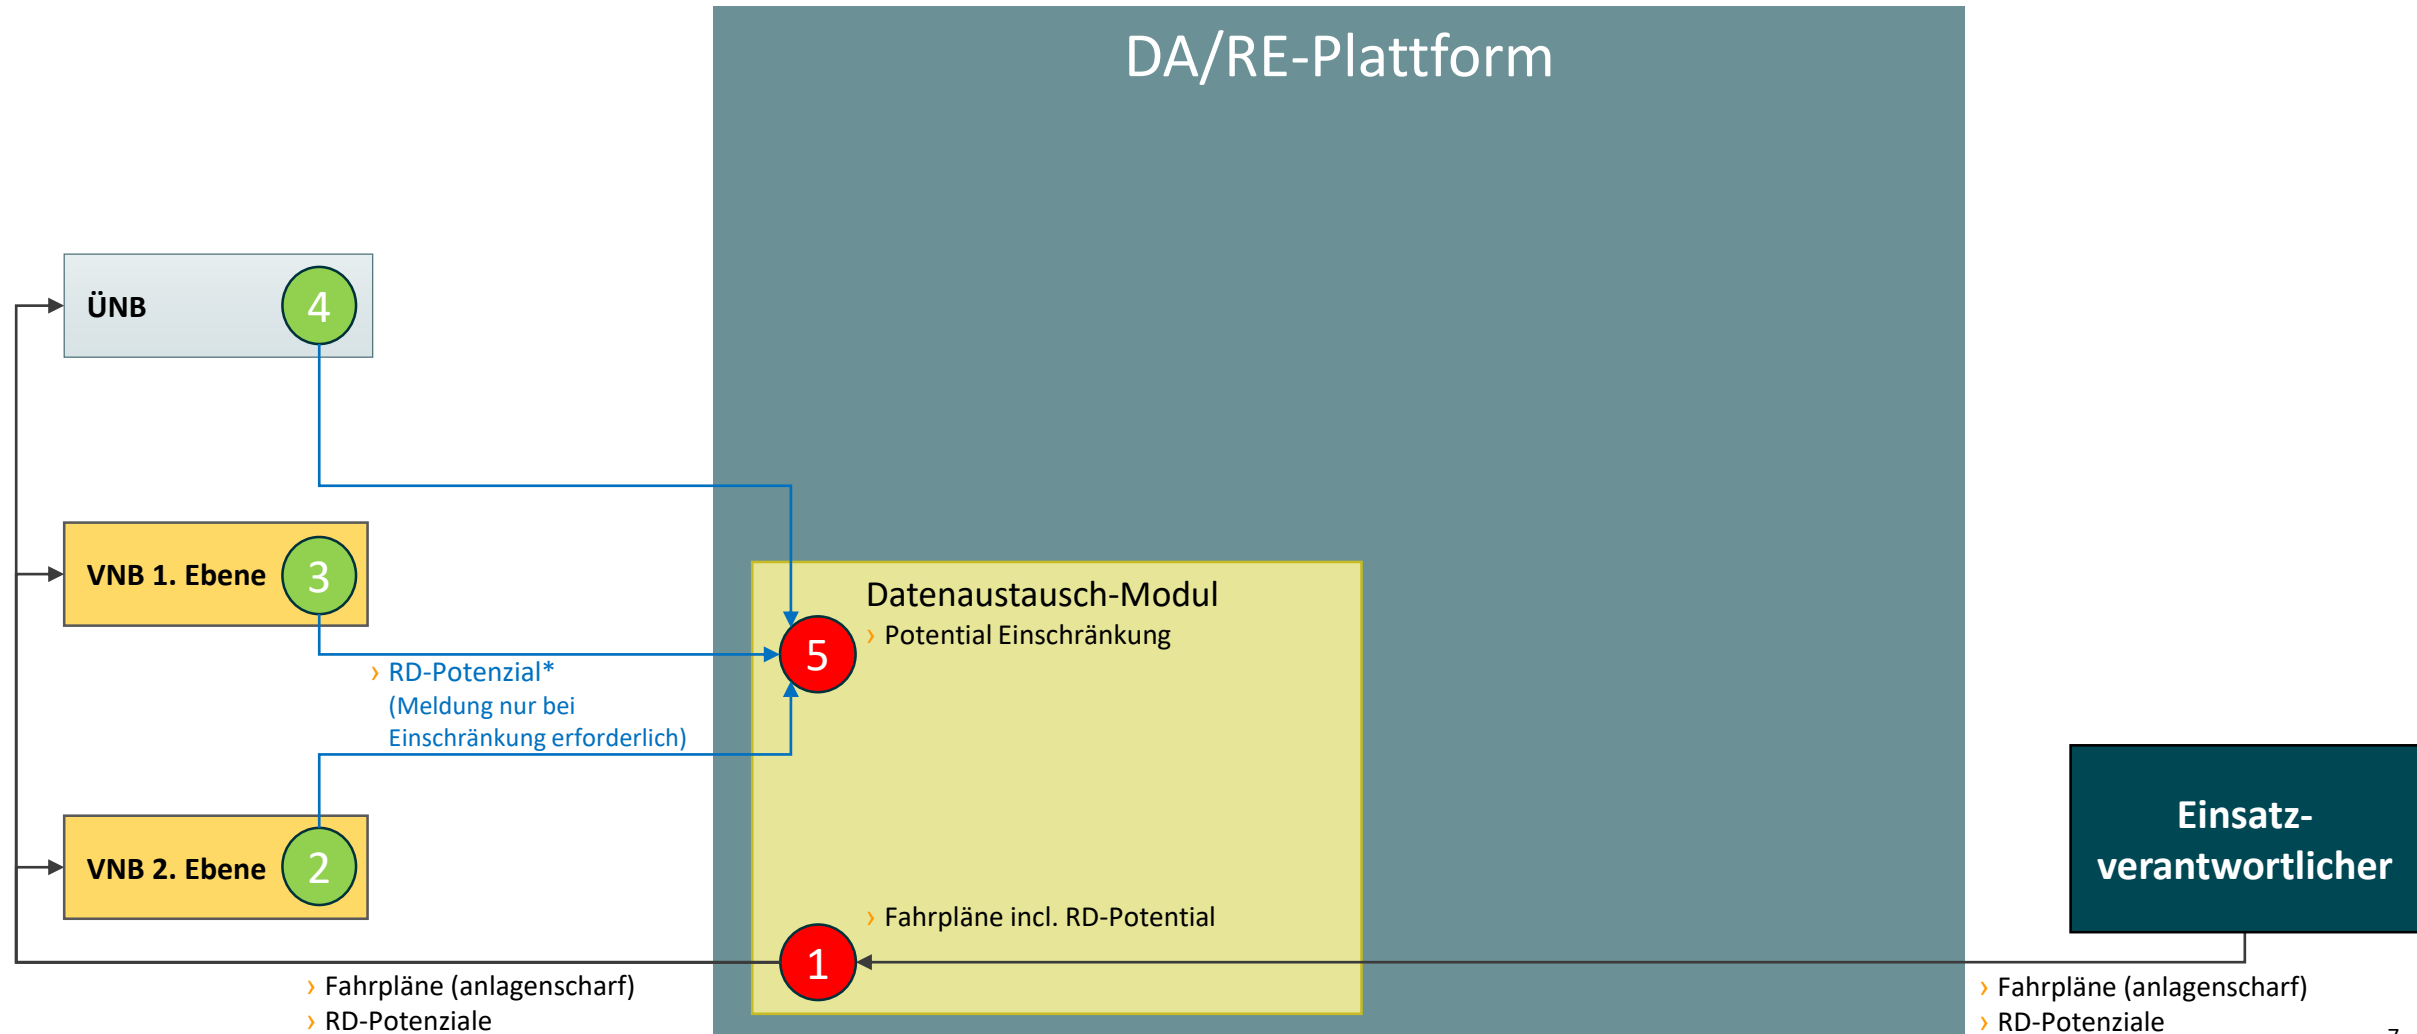 DA/RE-Plattform
ÜNB
4
VNB 1. Ebene
3
Datenaustausch-Modul
› Potential Einschränkung
5
› RD-Potenzial*
(Meldung nur bei
Einschränkung erforderlich)
VNB 2. Ebene
2
Einsatz-
verantwortlicher
› Fahrpläne incl. RD-Potential
1
› Fahrpläne (anlagenscharf)
› RD-Potenziale
› Fahrpläne (anlagenscharf)
› RD-Potenziale